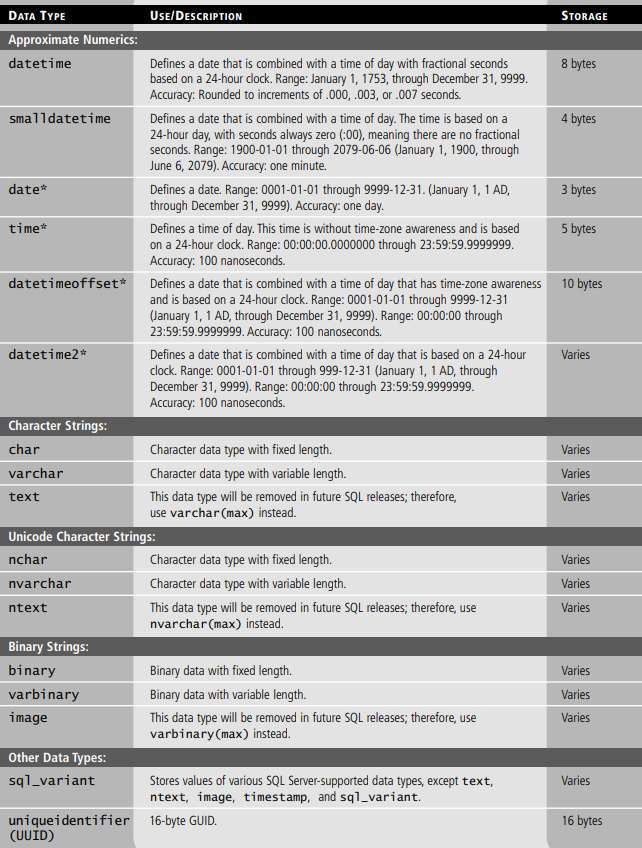 DATA TYPE USE/DESCRIPTION STORAGE
Approximate Numerics:
datetime Defines a date that is combined with a time of day with fractional seconds 8 bytes
based on a 24-hour clock. Range: January 1, 1753, through December 31, 9999.
Accuracy: Rounded to increments of .000, .003, or .007 seconds.
smalldatetime Defines a date that is combined with a time of day. The time is based on a 4 bytes
24-hour day, with seconds always zero (:00), meaning there are no fractional
seconds. Range: 1900-01-01 through 2079-06-06 (January 1, 1900, through
June 6, 2079). Accuracy: one minute.
date* Defines a date. Range: 0001-01-01 through 9999-12-31. (January 1, 1 AD, 3 bytes
through December 31, 9999). Accuracy: one day.
time* Defines a time of day. This time is without time-zone awareness and is based 5 bytes
on a 24-hour clock. Range: 00:00:00.0000000 through 23:59:59.9999999.
Accuracy: 100 nanoseconds.
datetimeoffset* Defines a date that is combined with a time of day that has time-zone awareness 10 bytes
and is based on a 24-hour clock. Range: 0001-01-01 through 9999-12-31
(January 1, 1 AD, through December 31, 9999). Range: 00:00:00 through
23:59:59.9999999. Accuracy: 100 nanoseconds.
datetime2* Defines a date that is combined with a time of day that is based on a 24-hour Varies
clock. Range: 0001-01-01 through 999-12-31 (January 1, 1 AD, through
December 31, 9999). Range: 00:00:00 through 23:59:59.9999999.
Accuracy: 100 nanoseconds.
Character Strings:
char Character data type with fixed length. Varies
varchar Character data type with variable length. Varies
text This data type will be removed in future SQL releases; therefore, Varies
use varchar(max) instead.
Unicode Character Strings:
nchar Character data type with fixed length. Varies
nvarchar Character data type with variable length. Varies
ntext This data type will be removed in future SQL releases; therefore, use Varies
nvarchar(max) instead.
Binary Strings:
binary Binary data with fixed length. Varies
varbinary Binary data with variable length. Varies
image This data type will be removed in future SQL releases; therefore, use Varies
varbinary(max) instead.
Other Data Types:
sql_variant Stores values of various SQL Server-supported data types, except text, Varies
ntext, image, timestamp, and sql_variant.
uniqueidentifier 16-byte GUID. 16 bytes
(UUID)